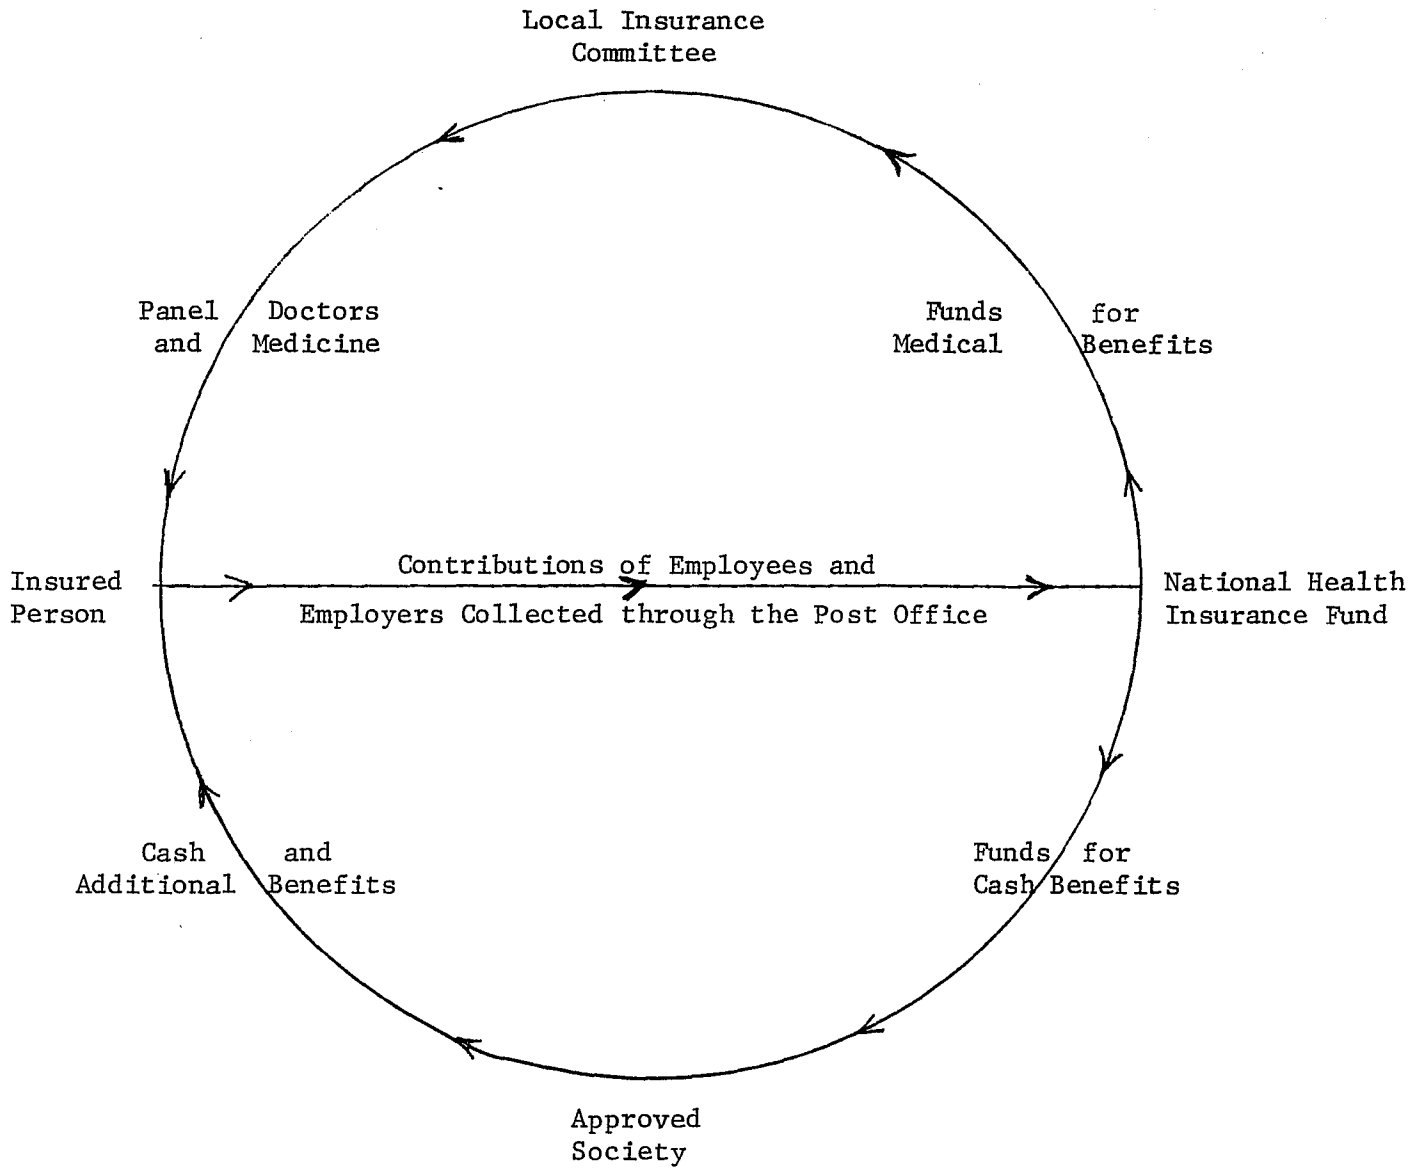 Local Insurance
Committee
Panel Doctors
and Medicine
Funds for
Medical Benefits
Contributions of Employees and
Employers Collected through the Post Office
Insured
Person
National Health
Insurance Fund
Cash and
Additional Benefits
Funds for
Cash Benefits
Approved
Society